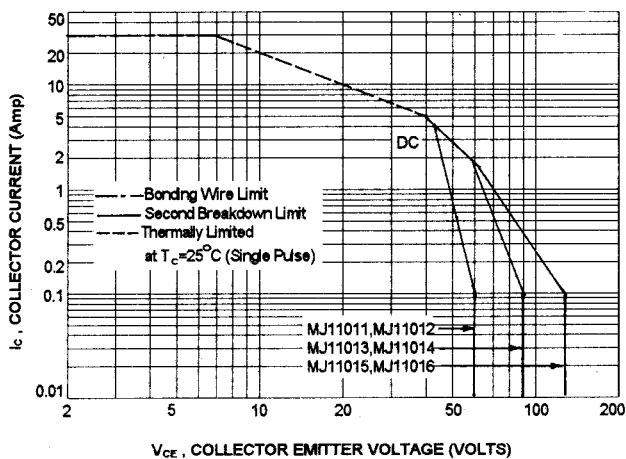 50
20
10
5
2
1
0.5
0.2
0.1
0.01
IC, COLLECTOR CURRENT (Amp)
DC
Bonding Wire Limit
Second Breakdown Limit
Thermally Limited
at TC=25°C (Single Pulse)
MJ11011,MJ11012
MJ11013,MJ11014
MJ11015,MJ11016
2 5 10 20 50 100 200
VCE , COLLECTOR EMITTER VOLTAGE (VOLTS)